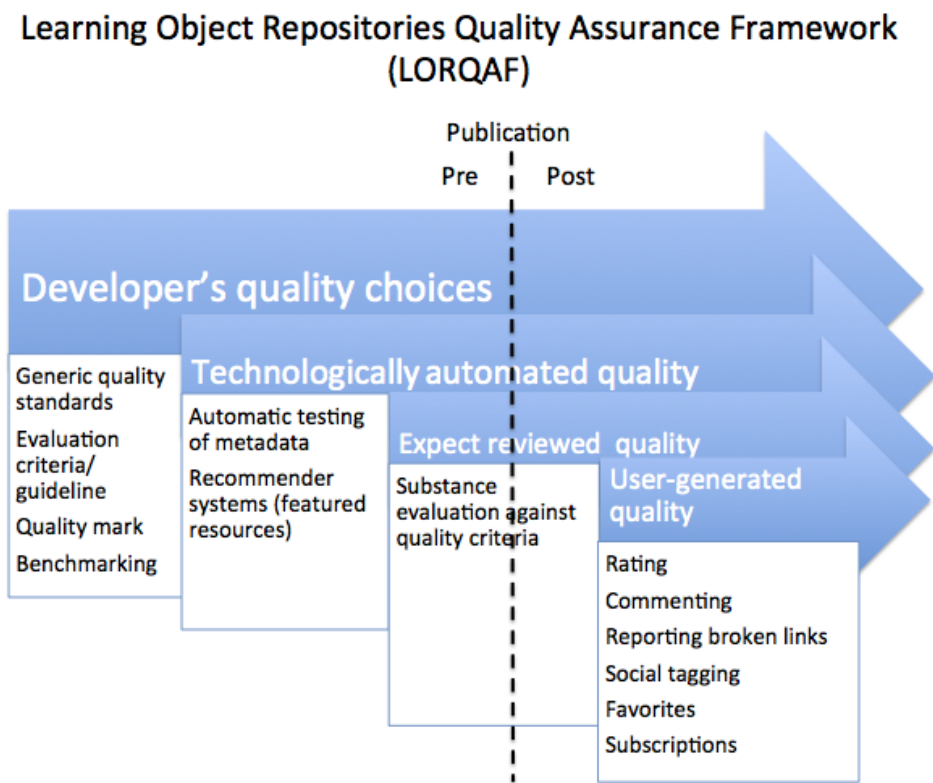 Learning Object Repositories Quality Assurance Framework
(LORQAF)
Publication
Pre
Post
Developer's quality choices
Generic quality
standards
Evaluation
criteria/
guideline
Quality mark
Benchmarking
Technologically automated quality
Automatic testing
of metadata
Recommender
systems (featured
resources)
Expect reviewed quality
Substance
evaluation against
quality criteria
User-generated
quality
Rating
Commenting
Reporting broken links
Social tagging
Favorites
Subscriptions